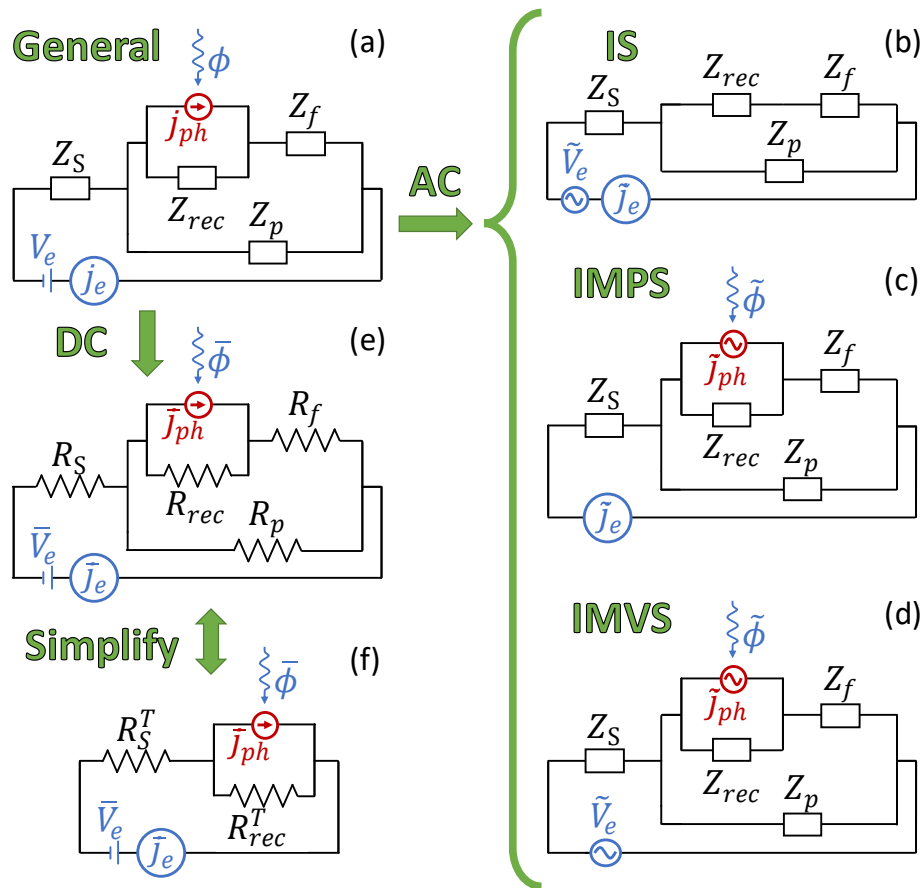 General
(a)
ϕ
j_ph
Z_f
Z_S
Z_rec
Z_p
V_e
j_e
AC
IS
(b)
Z_rec
Z_f
Z_S
Z_p
Ṽ_e
j̃_e
IMPS
(c)
ϕ̃
j̃_ph
Z_f
Z_S
Z_rec
Z_p
j̃_e
DC
(e)
ϕ̄
j̄_ph
R_f
R_S
R_rec
R_p
V̄_e
j̄_e
IMVS
(d)
ϕ̃
j̃_ph
Z_f
Z_S
Z_rec
Z_p
Ṽ_e
Simplify
(f)
ϕ̄
R_S^T
j̄_ph
R_rec^T
V̄_e
j̄_e